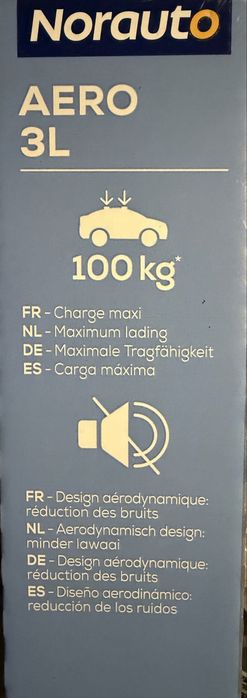 Norauto
AERO
3L
100 kg*
FR - Charge maxi
NL - Maximum lading
DE - Maximale Tragfähigkeit
ES - Carga máxima
FR - Design aérodynamique:
réduction des bruits
NL - Aerodynamisch design:
minder lawaai
DE - Design aérodynamique:
réduction des bruits
ES - Diseño aerodinámico:
reducción de los ruidos